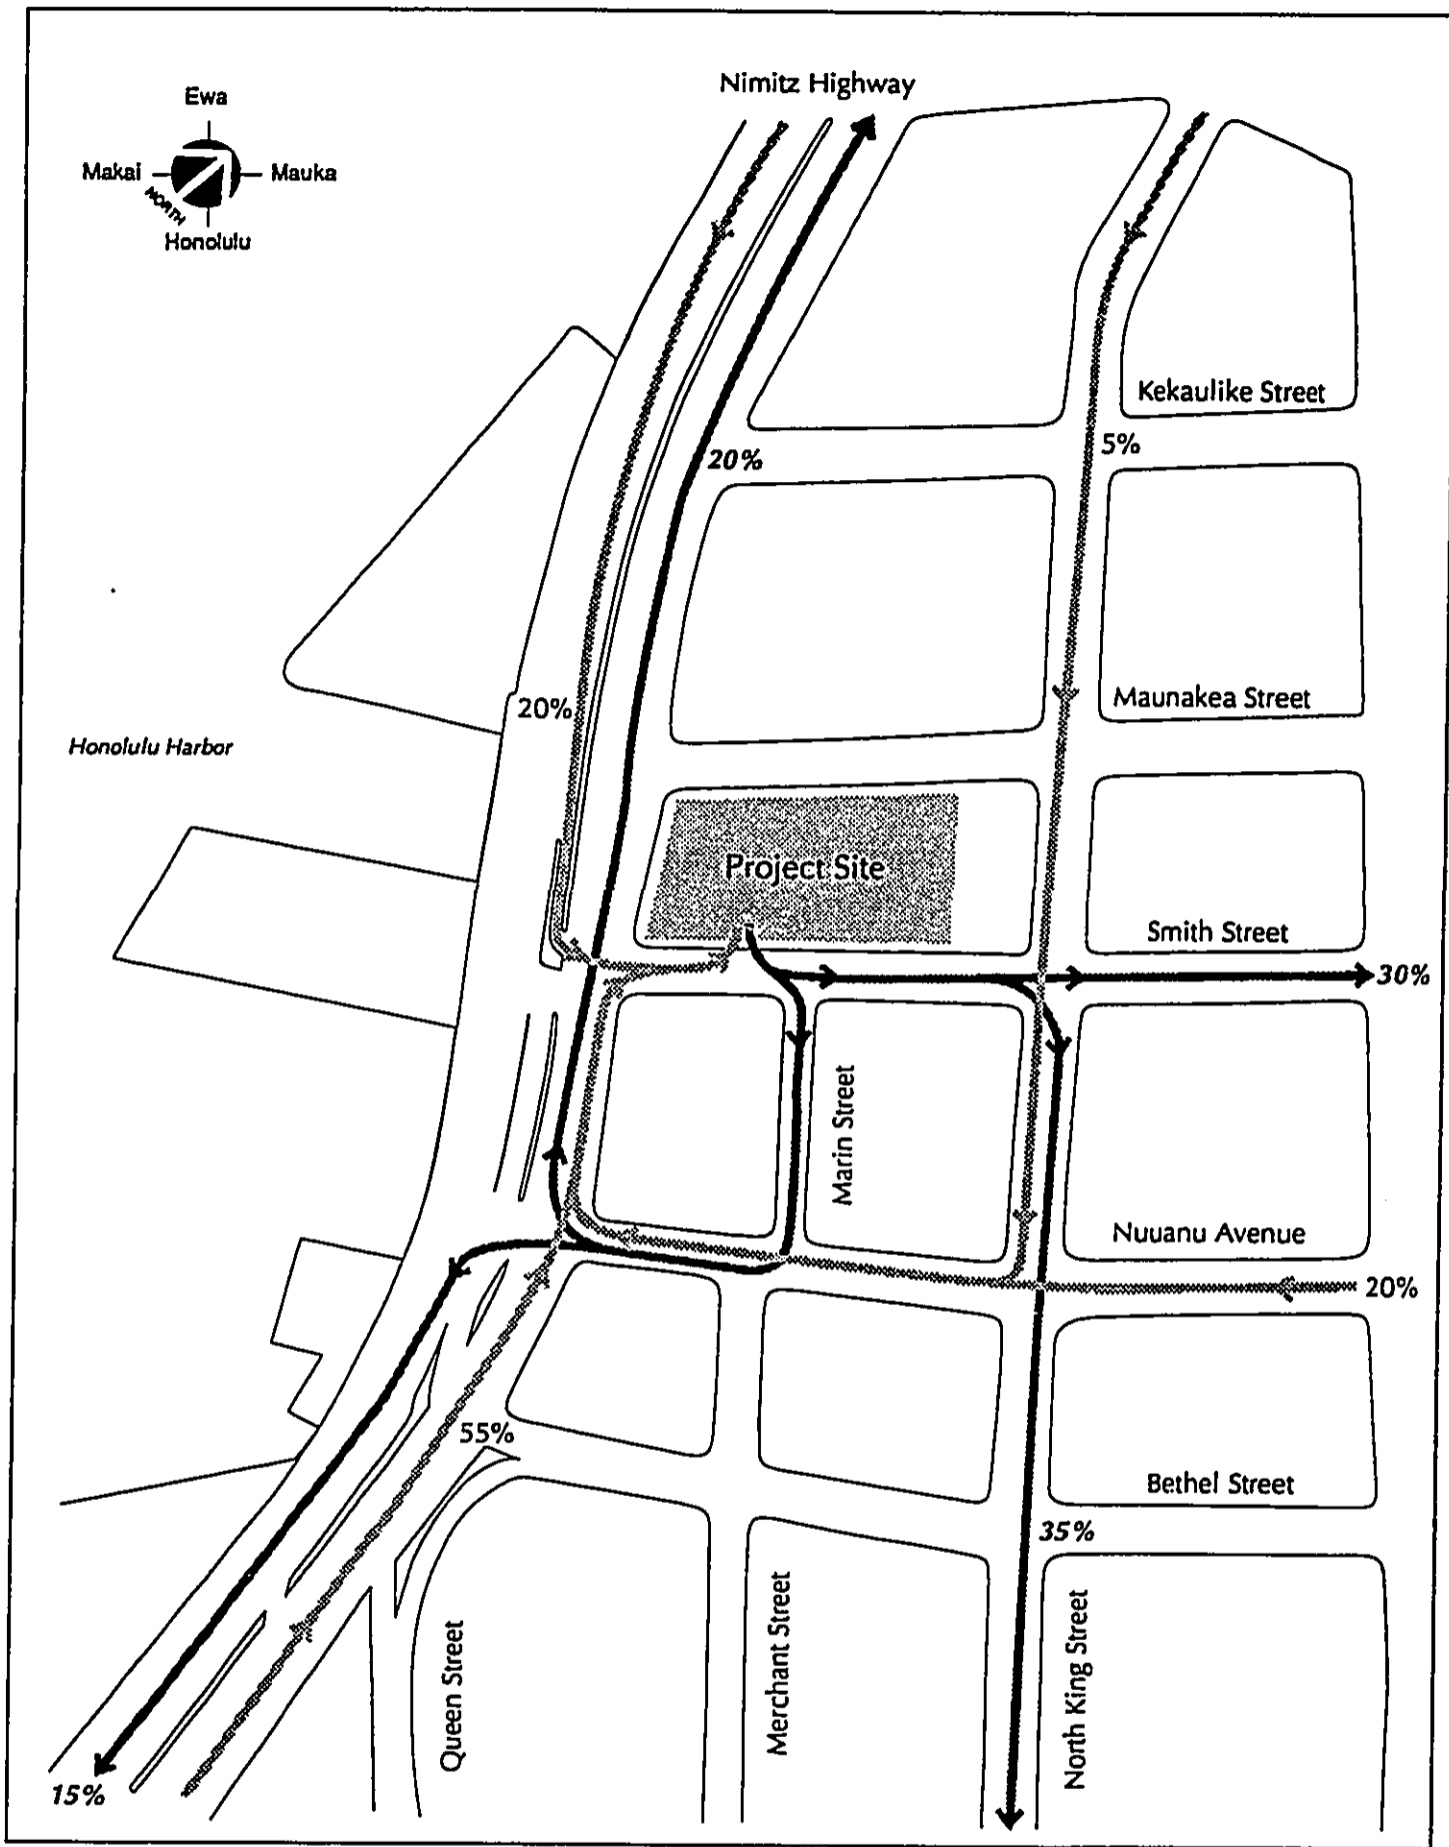 Nimitz Highway
Ewa
Makai
Mauka
NORTH
Honolulu
Kekaulike Street
5%
20%
Maunakea Street
20%
Honolulu Harbor
Project Site
Smith Street
30%
Marin Street
Nuuanu Avenue
20%
55%
Bethel Street
35%
Queen Street
Merchant Street
North King Street
15%